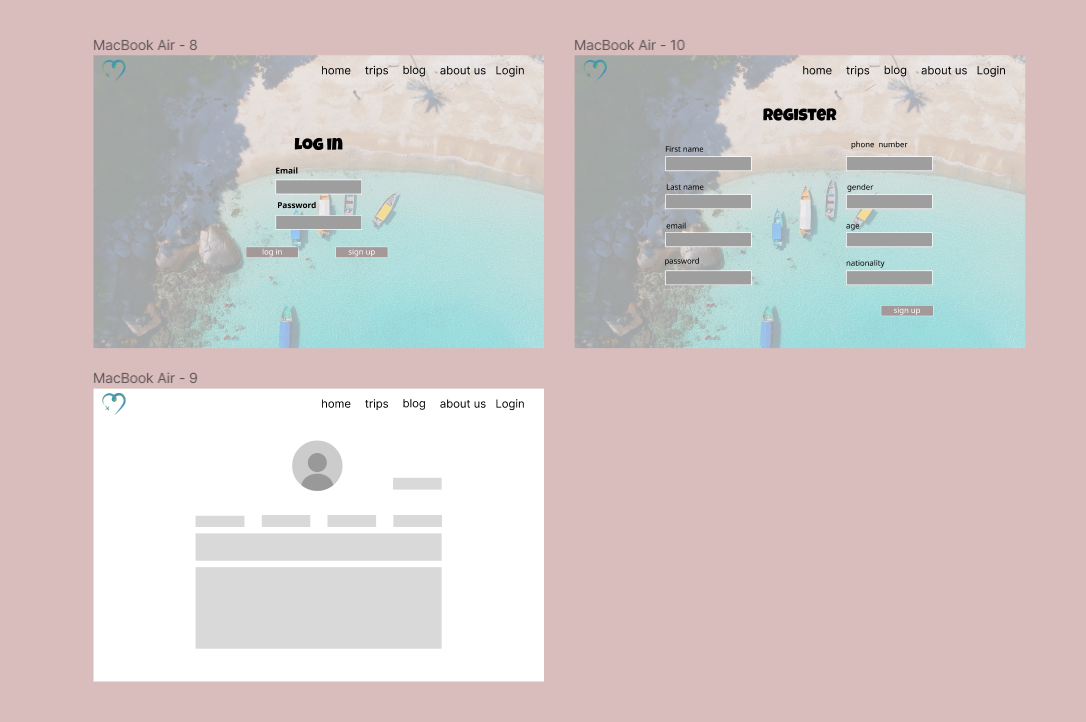 MacBook Air - 8
home trips blog about us Login
LOG IN
Email
Password
log in sign up
MacBook Air - 10
home trips blog about us Login
REGISTER
First name
phone number
Last name
gender
email
age
password
nationality
sign up
MacBook Air - 9
home trips blog about us Login